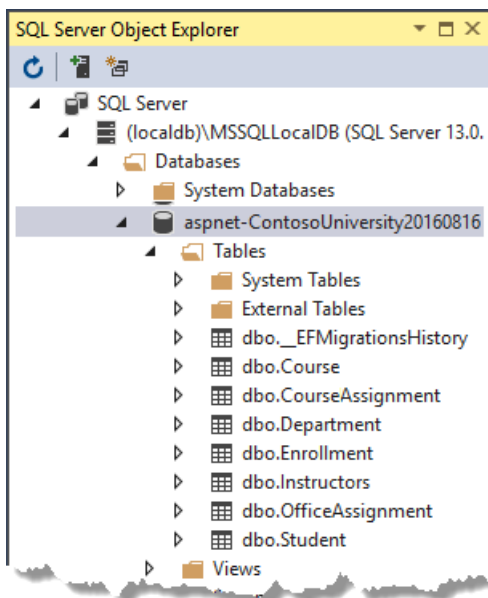 SQL Server Object Explorer
SQL Server
(localdb)\MSSQLLocalDB (SQL Server 13.0.
Databases
System Databases
aspnet-ContosoUniversity20160816
Tables
System Tables
External Tables
dbo.__EFMigrationsHistory
dbo.Course
dbo.CourseAssignment
dbo.Department
dbo.Enrollment
dbo.Instructors
dbo.OfficeAssignment
dbo.Student
Views